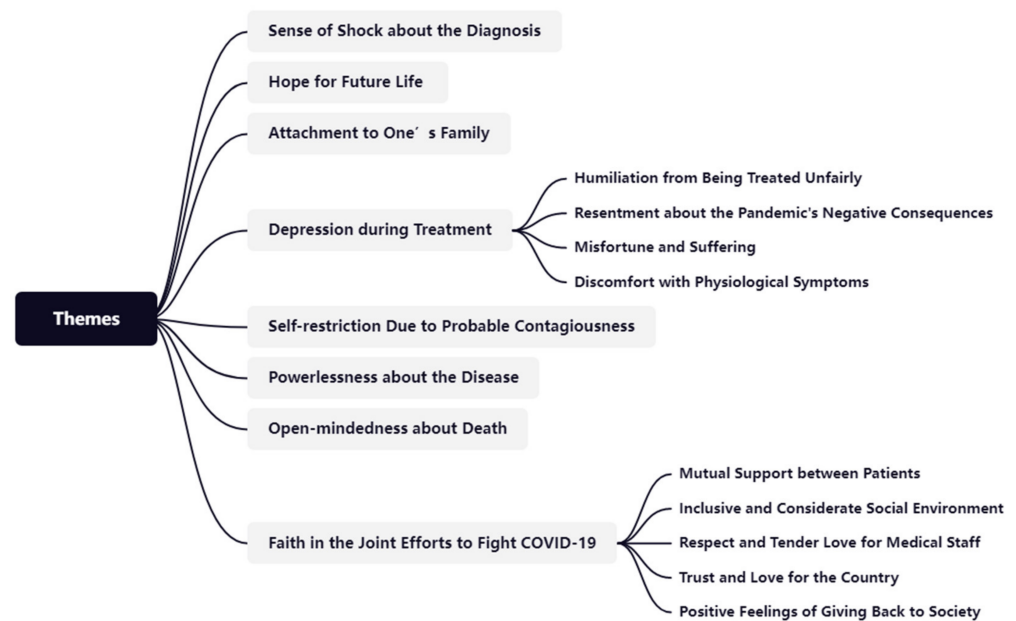 Themes
Sense of Shock about the Diagnosis
Hope for Future Life
Attachment to One′s Family
Depression during Treatment
Humiliation from Being Treated Unfairly
Resentment about the Pandemic's Negative Consequences
Misfortune and Suffering
Discomfort with Physiological Symptoms
Self-restriction Due to Probable Contagiousness
Powerlessness about the Disease
Open-mindedness about Death
Faith in the Joint Efforts to Fight COVID-19
Mutual Support between Patients
Inclusive and Considerate Social Environment
Respect and Tender Love for Medical Staff
Trust and Love for the Country
Positive Feelings of Giving Back to Society